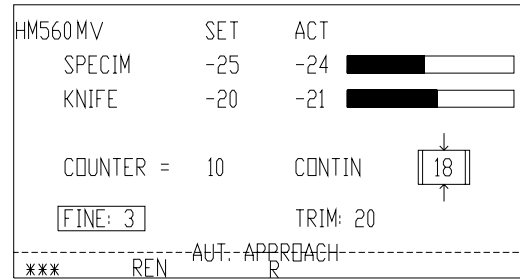 HM560MV SET ACT
SPECIM -25 -24
KNIFE -20 -21
COUNTER = 10 CONTIN 18
FINE: 3 TRIM: 20
AUT. APPROACH
*** REN R